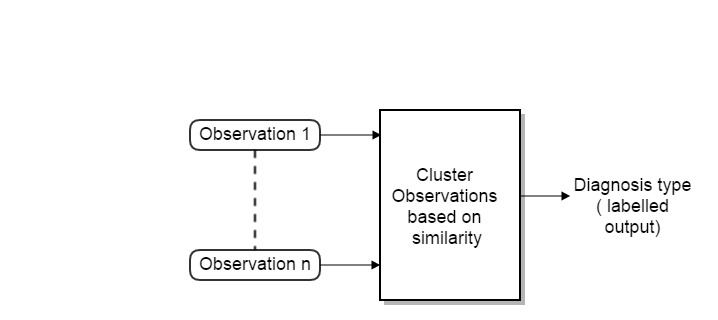 Observation 1
Cluster
Observations
based on
similarity
Diagnosis type
( labelled
output)
Observation n